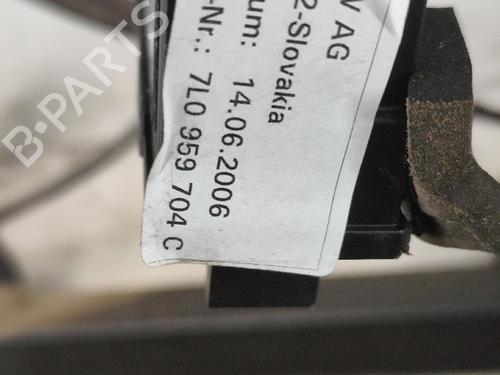 V AG
2-Slovakia
um: 14.06.2006
-Nr.: 7L0 959 704 C
B-PARTS